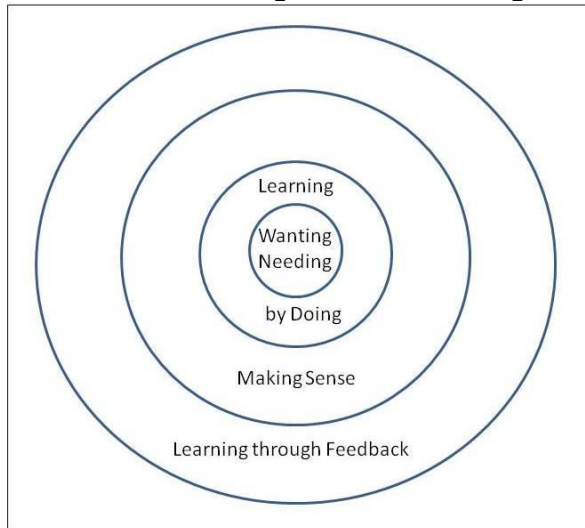 Learning
Wanting
Needing
by Doing
Making Sense
Learning through Feedback